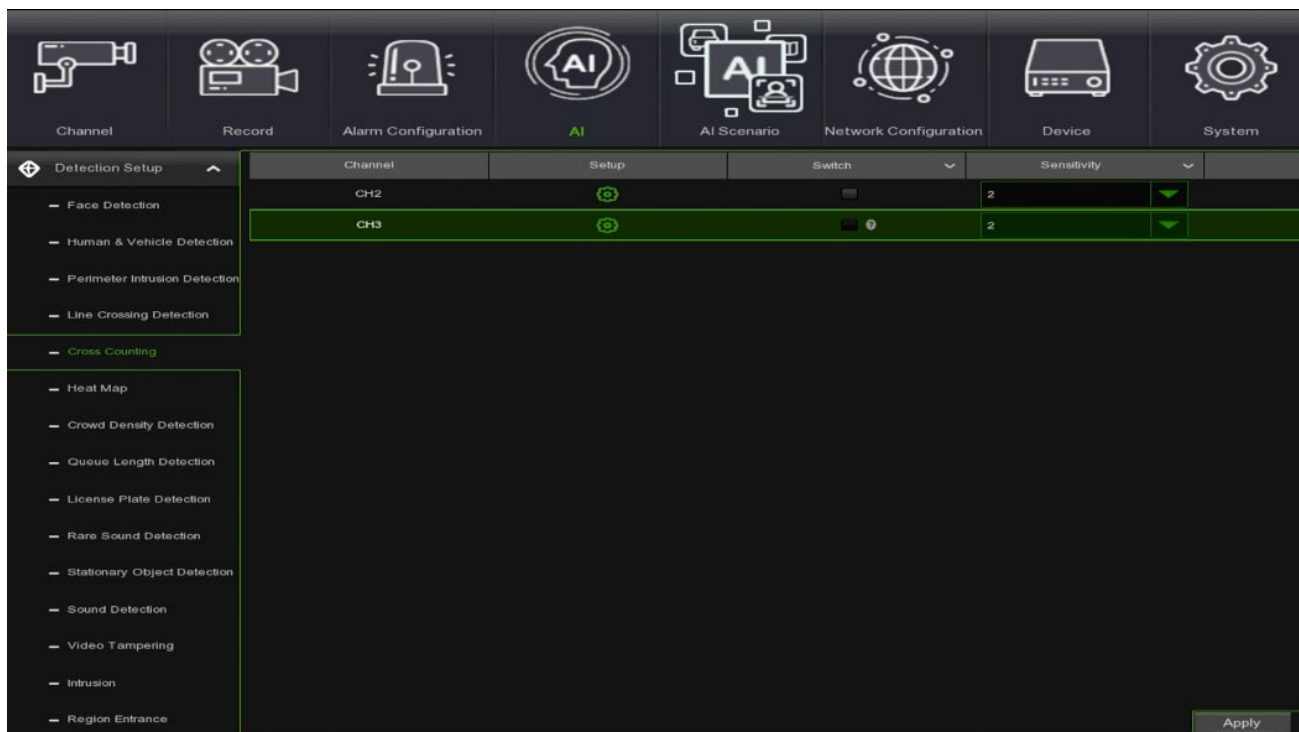 AI
AI
Channel Record Alarm Configuration AI AI Scenario Network Configuration Device System
Detection Setup
Channel Setup Switch Sensitivity
CH2 2
CH3 2
Face Detection
Human & Vehicle Detection
Perimeter Intrusion Detection
Line Crossing Detection
Cross Counting
Heat Map
Crowd Density Detection
Queue Length Detection
License Plate Detection
Rare Sound Detection
Stationary Object Detection
Sound Detection
Video Tampering
Intrusion
Region Entrance
Apply